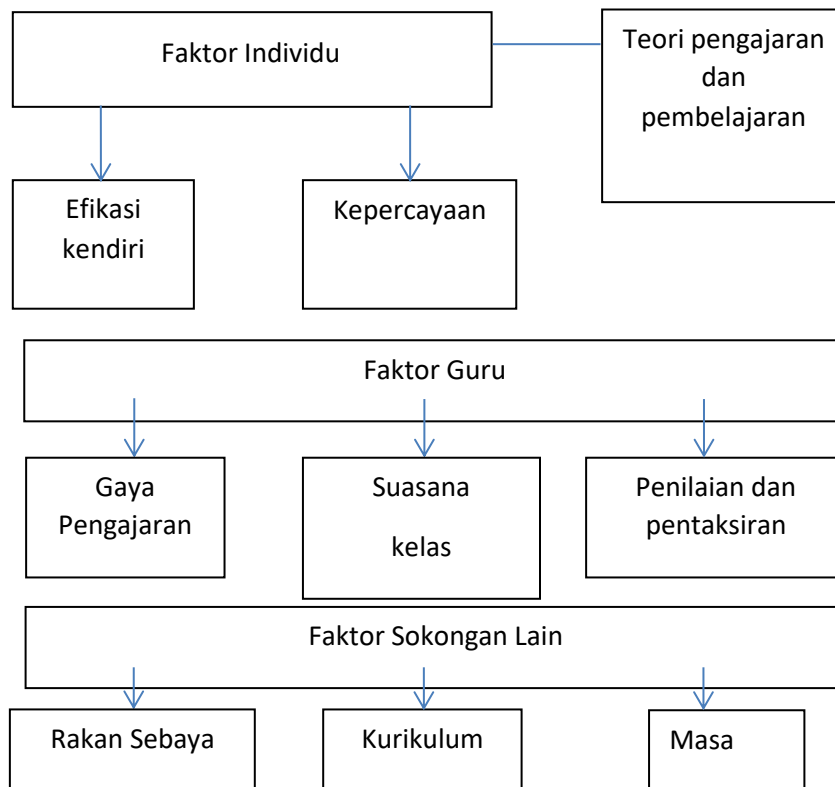 Faktor Individu
Teori pengajaran
dan
pembelajaran
Efikasi
kendiri
Kepercayaan
Faktor Guru
Gaya
Pengajaran
Suasana
kelas
Penilaian dan
pentaksiran
Faktor Sokongan Lain
Rakan Sebaya
Kurikulum
Masa